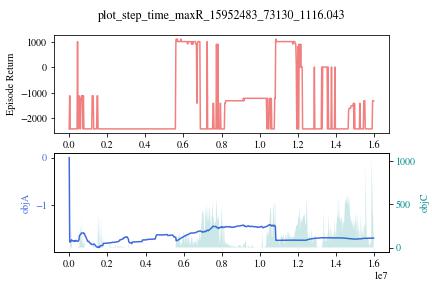 plot_step_time_maxR_15952483_73130_1116.043
Episode Return
1000
0
−1000
−2000
0.0 0.2 0.4 0.6 0.8 1.0 1.2 1.4 1.6
objA
0
−1
objC
1000
500
0
0.0 0.2 0.4 0.6 0.8 1.0 1.2 1.4 1.6
1e7